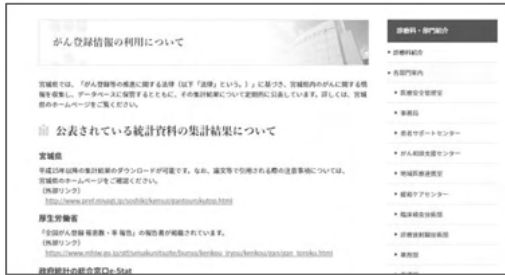 がん登録情報の利用について
宮城県では、「がん登録等の推進に関する法律（以下「法律」という。）」に基づき、宮城県内のがんに関する情
報を収集し、データベースに保管するとともに、その集計結果について定期的に公表しています。詳しくは、宮城
県のホームページをご覧ください。
公表されている統計資料の集計結果について
宮城県
平成15年以降の集計結果のダウンロードが可能です。なお、論文等で引用される際の注意事項については、
宮城県のホームページをご確認ください。
（外部リンク）
http://www.pref.miyagi.jp/soshiki/kensui/gantourokutop.html
厚生労働省
「全国がん登録 罹患数・率 報告」の報告書が掲載されています。
（外部リンク）
政府統計の総合窓口e-Stat
診療科・部門紹介
診療科紹介
各部門案内
医療安全管理室
事務局
患者サポートセンター
がん相談支援センター
地域医療連携室
緩和ケアセンター
臨床検査技術部
診療放射線技術部
薬剤部